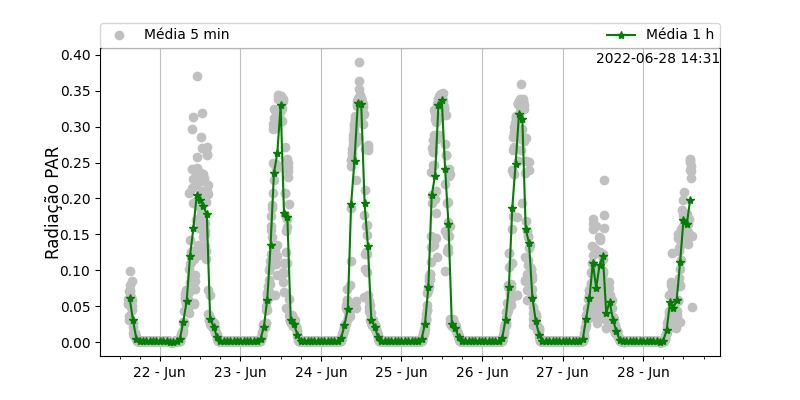 Média 5 min
Média 1 h
2022-06-28 14:31
Radiação PAR
0.40
0.35
0.30
0.25
0.20
0.15
0.10
0.05
0.00
22 - Jun
23 - Jun
24 - Jun
25 - Jun
26 - Jun
27 - Jun
28 - Jun